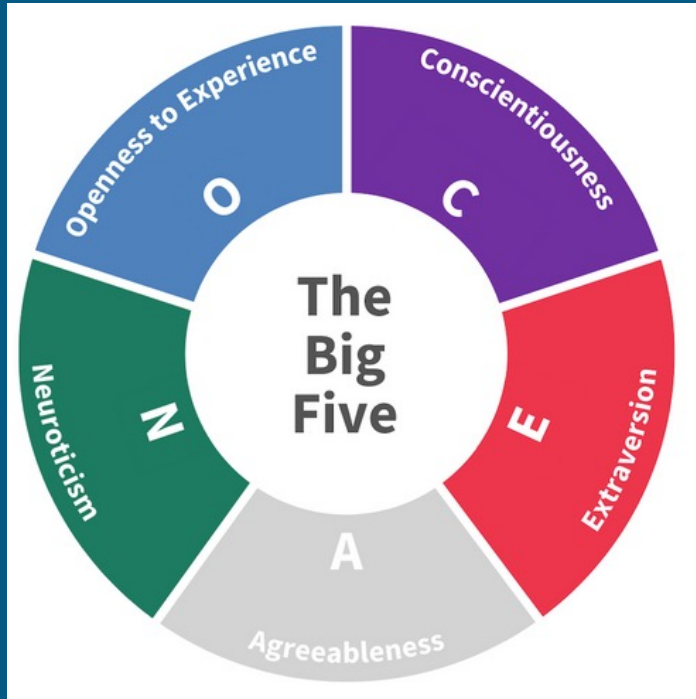 The
Big
Five
Openness to Experience
O
Conscientiousness
C
Extraversion
E
Agreeableness
A
Neuroticism
N